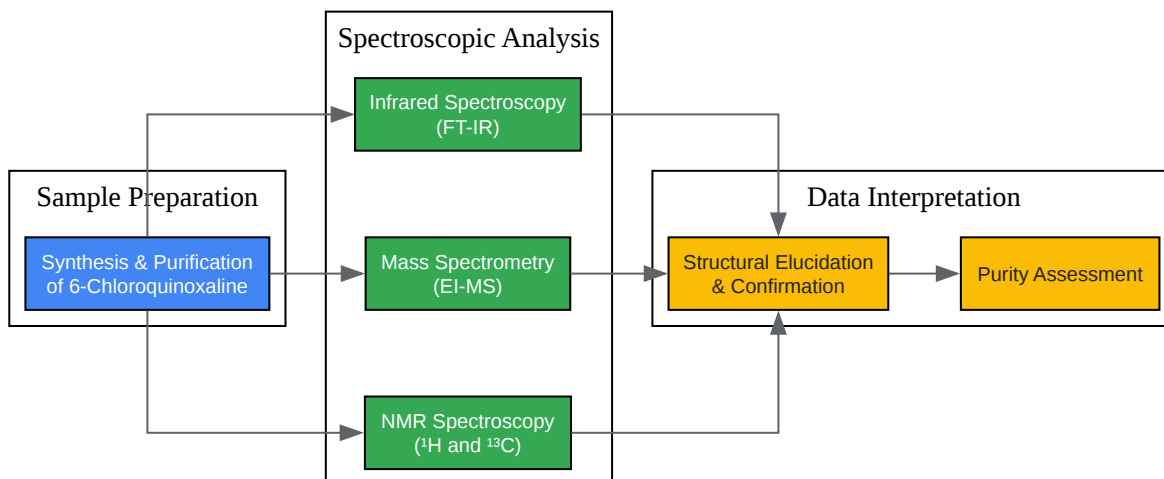 Spectroscopic Analysis
Infrared Spectroscopy
(FT-IR)
Sample Preparation
Data Interpretation
Synthesis & Purification
of 6-Chloroquinoxaline
Mass Spectrometry
(EI-MS)
Structural Elucidation
& Confirmation
Purity Assessment
NMR Spectroscopy
(¹H and ¹³C)